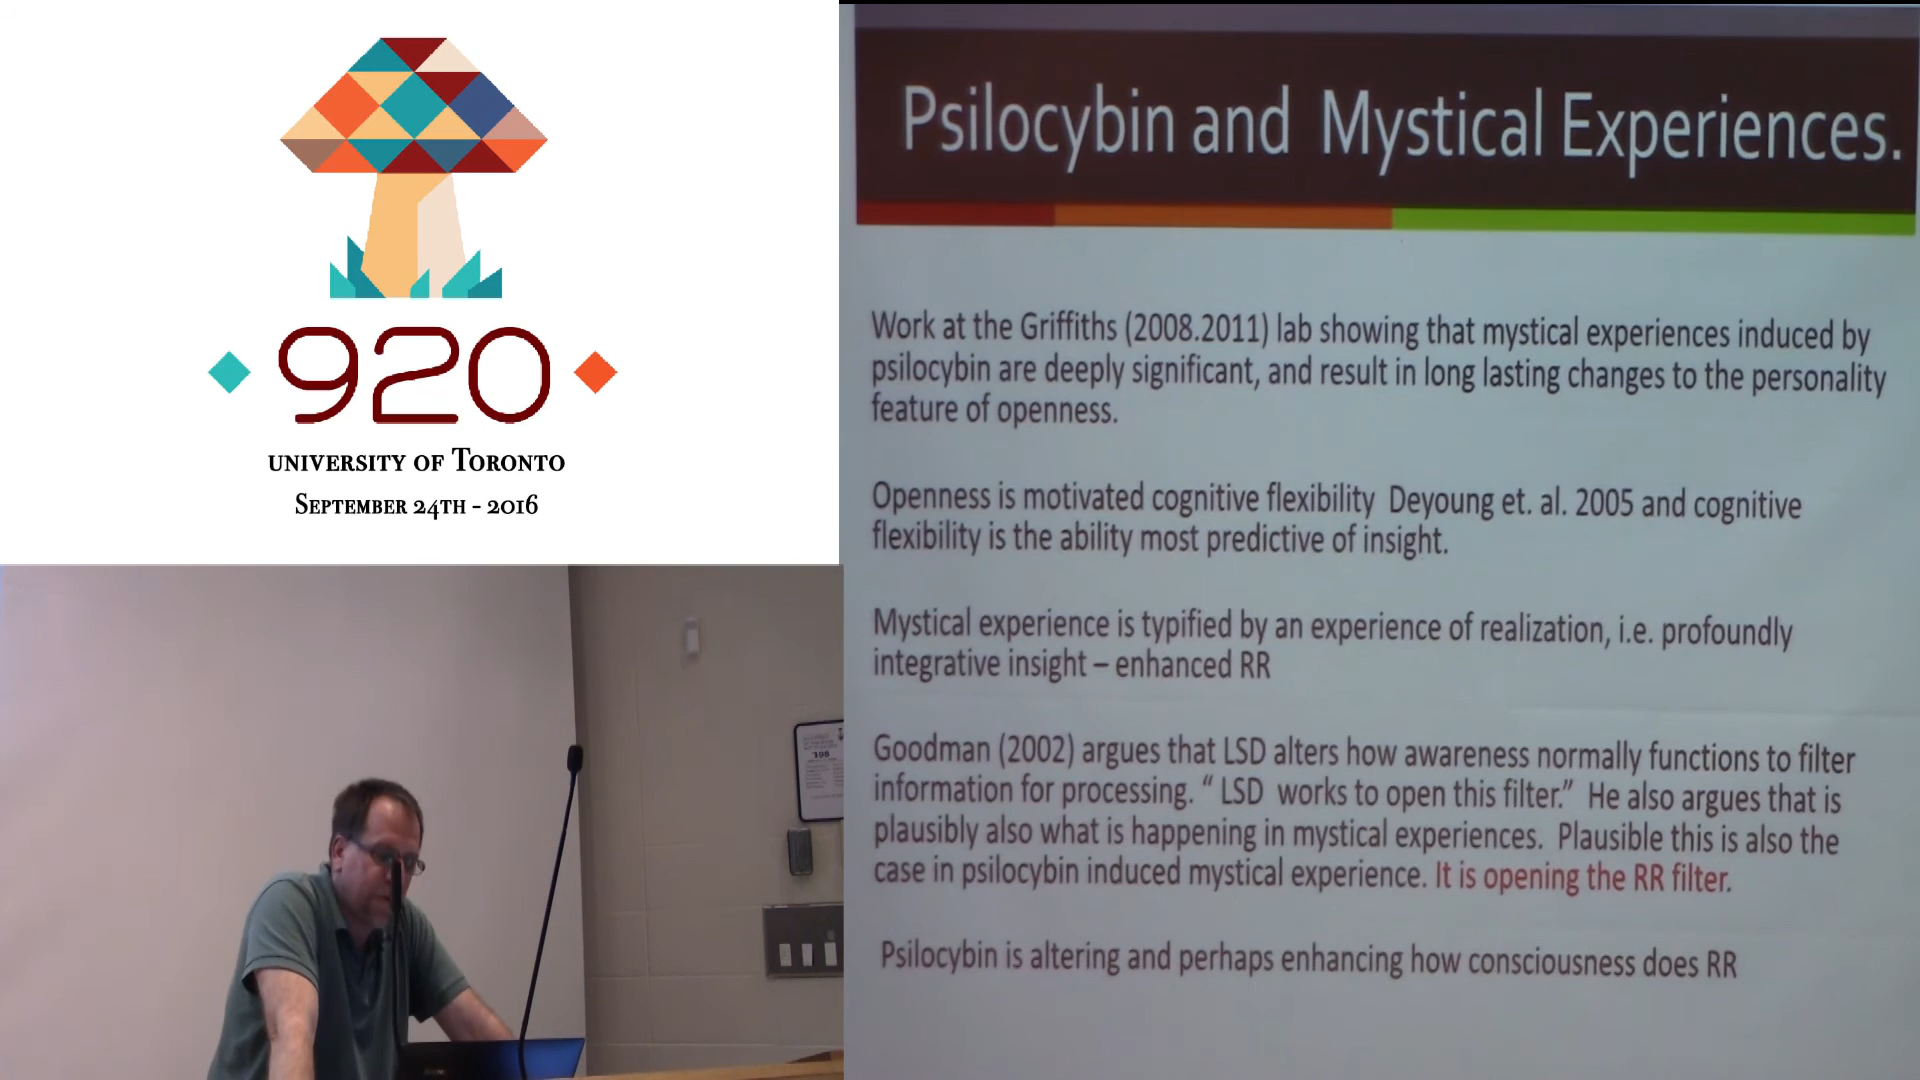 920
UNIVERSITY OF TORONTO
SEPTEMBER 24TH - 2016
Psilocybin and Mystical Experiences.
Work at the Griffiths (2008.2011) lab showing that mystical experiences induced by
psilocybin are deeply significant, and result in long lasting changes to the personality
feature of openness.
Openness is motivated cognitive flexibility Deyoung et. al. 2005 and cognitive
flexibility is the ability most predictive of insight.
Mystical experience is typified by an experience of realization, i.e. profoundly
integrative insight – enhanced RR
Goodman (2002) argues that LSD alters how awareness normally functions to filter
information for processing. “ LSD works to open this filter.” He also argues that is
plausibly also what is happening in mystical experiences. Plausible this is also the
case in psilocybin induced mystical experience. It is opening the RR filter.
Psilocybin is altering and perhaps enhancing how consciousness does RR